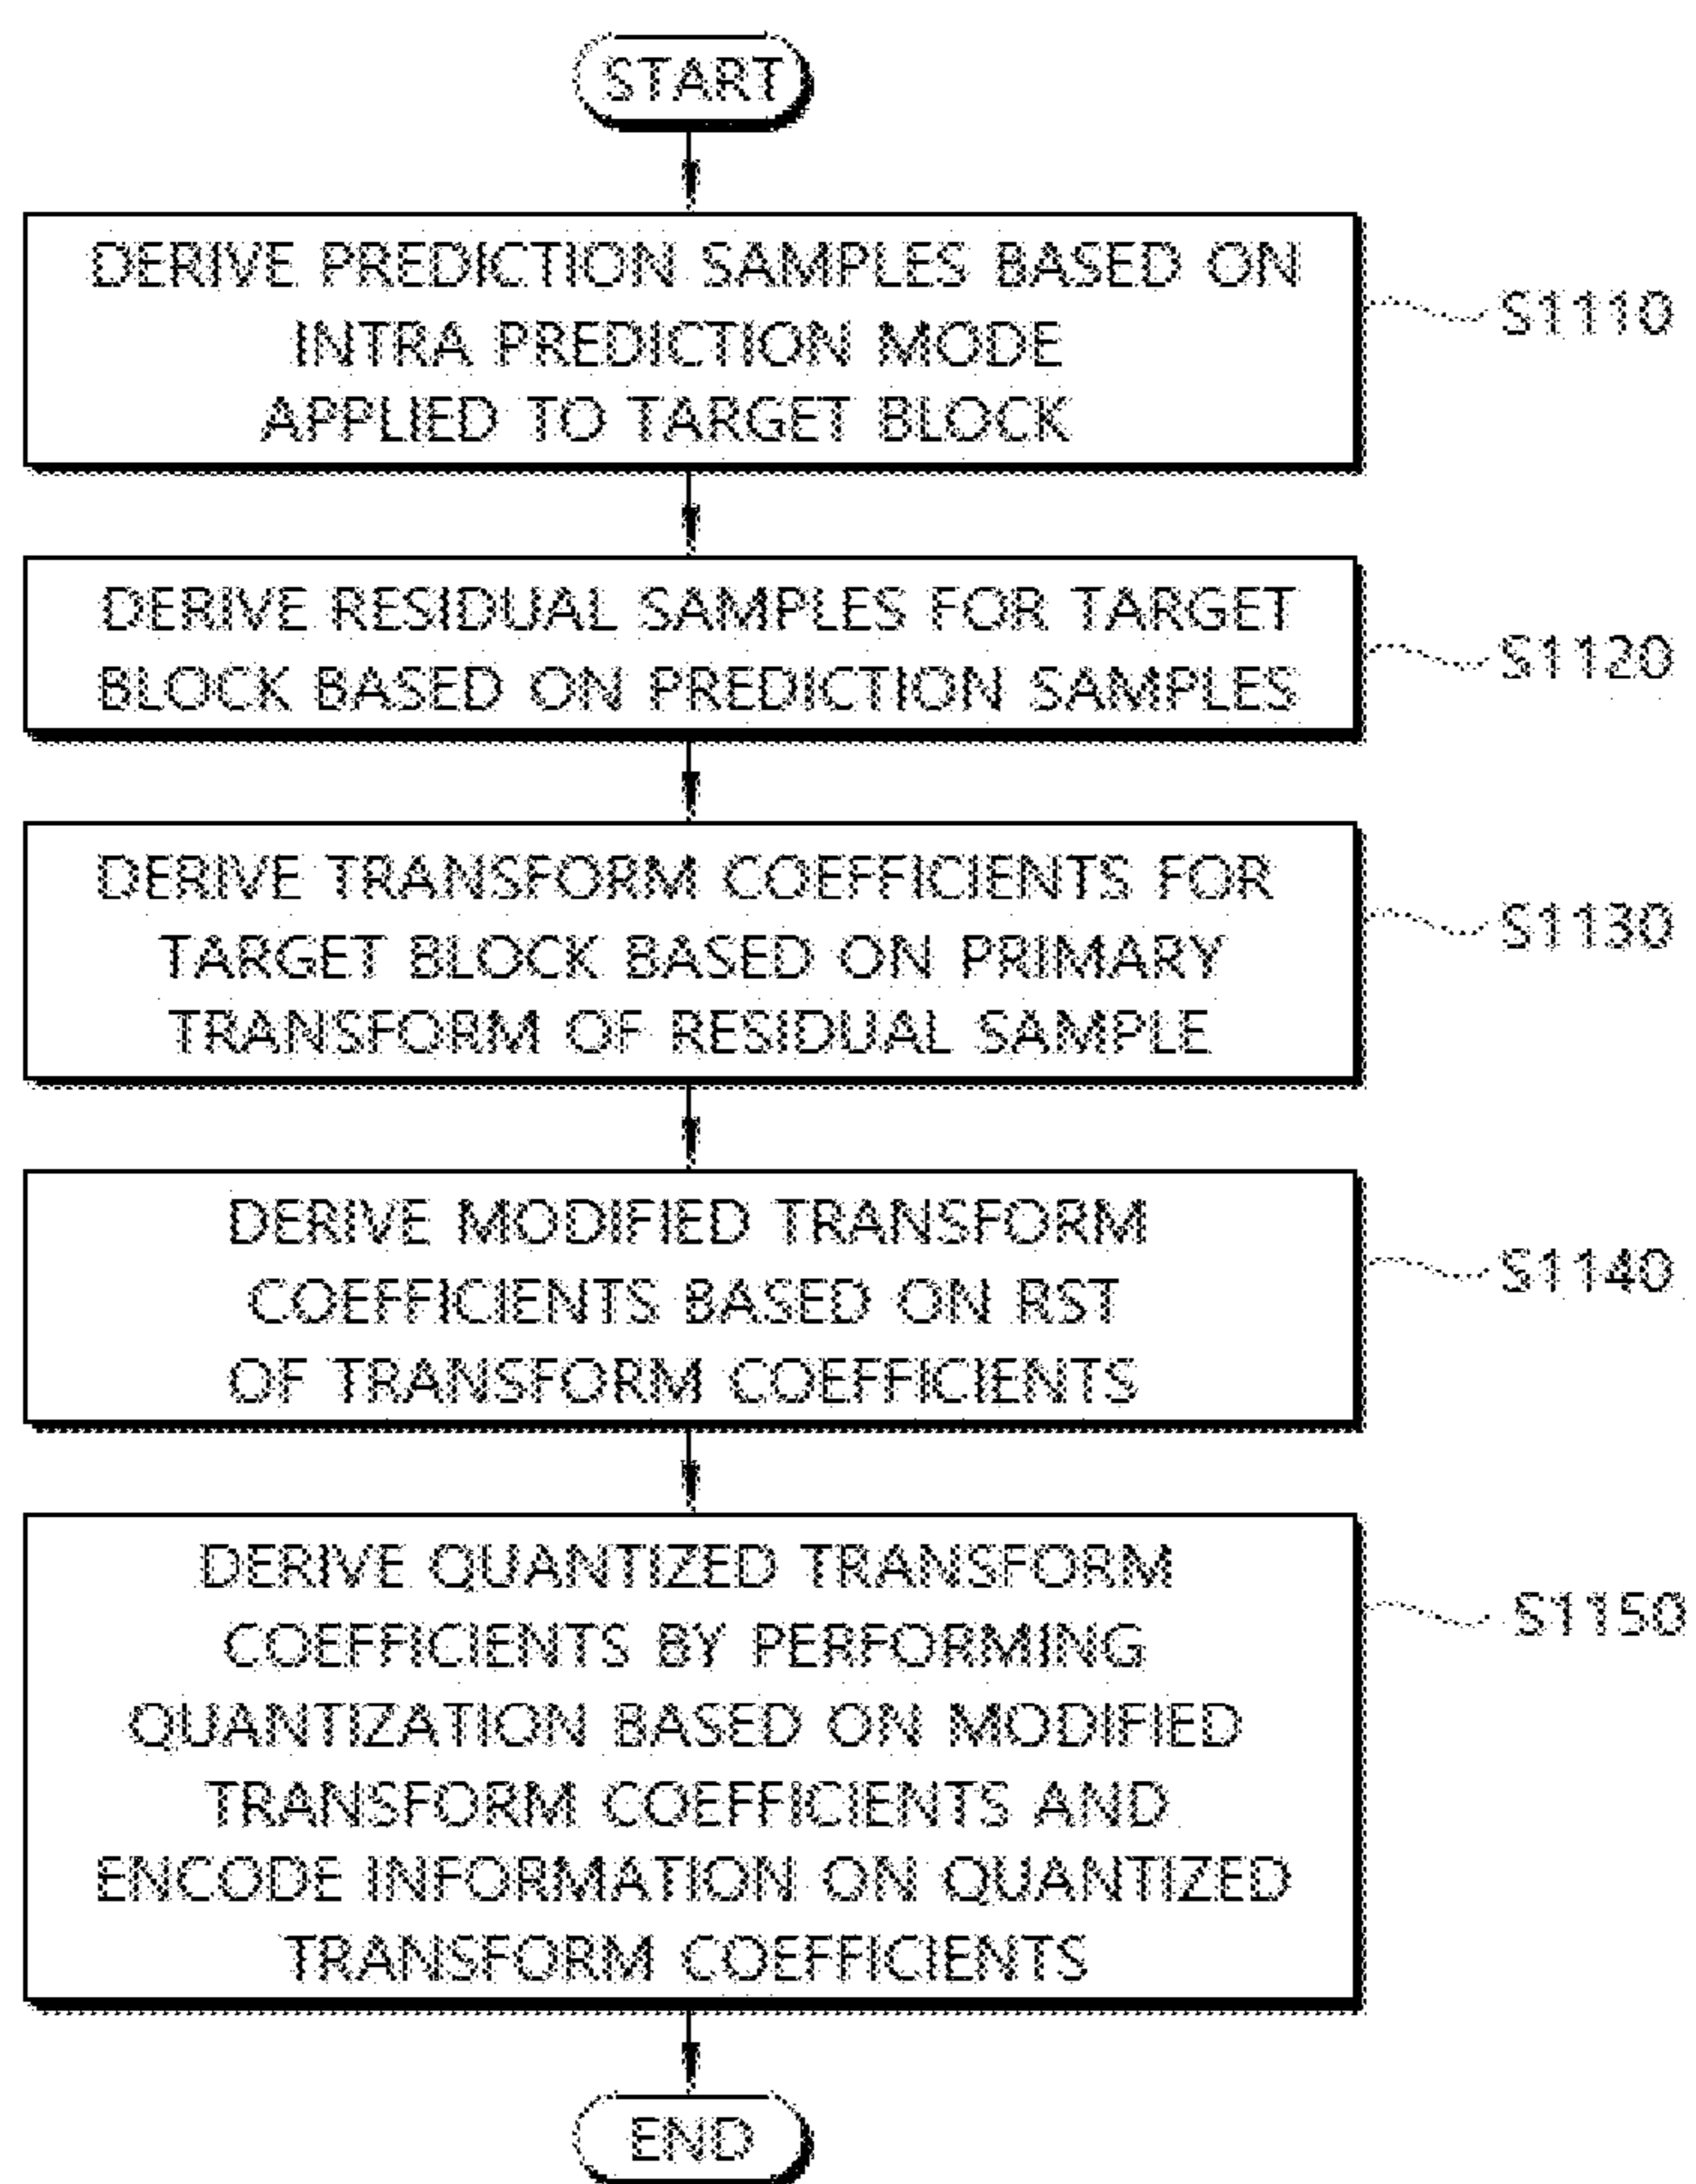 START
DERIVE PREDICTION SAMPLES BASED ON
INTRA PREDICTION MODE
APPLIED TO TARGET BLOCK
S1110
DERIVE RESIDUAL SAMPLES FOR TARGET
BLOCK BASED ON PREDICTION SAMPLES
S1120
DERIVE TRANSFORM COEFFICIENTS FOR
TARGET BLOCK BASED ON PRIMARY
TRANSFORM OF RESIDUAL SAMPLE
S1130
DERIVE MODIFIED TRANSFORM
COEFFICIENTS BASED ON RST
OF TRANSFORM COEFFICIENTS
S1140
DERIVE QUANTIZED TRANSFORM
COEFFICIENTS BY PERFORMING
QUANTIZATION BASED ON MODIFIED
TRANSFORM COEFFICIENTS AND
ENCODE INFORMATION ON QUANTIZED
TRANSFORM COEFFICIENTS
S1150
END